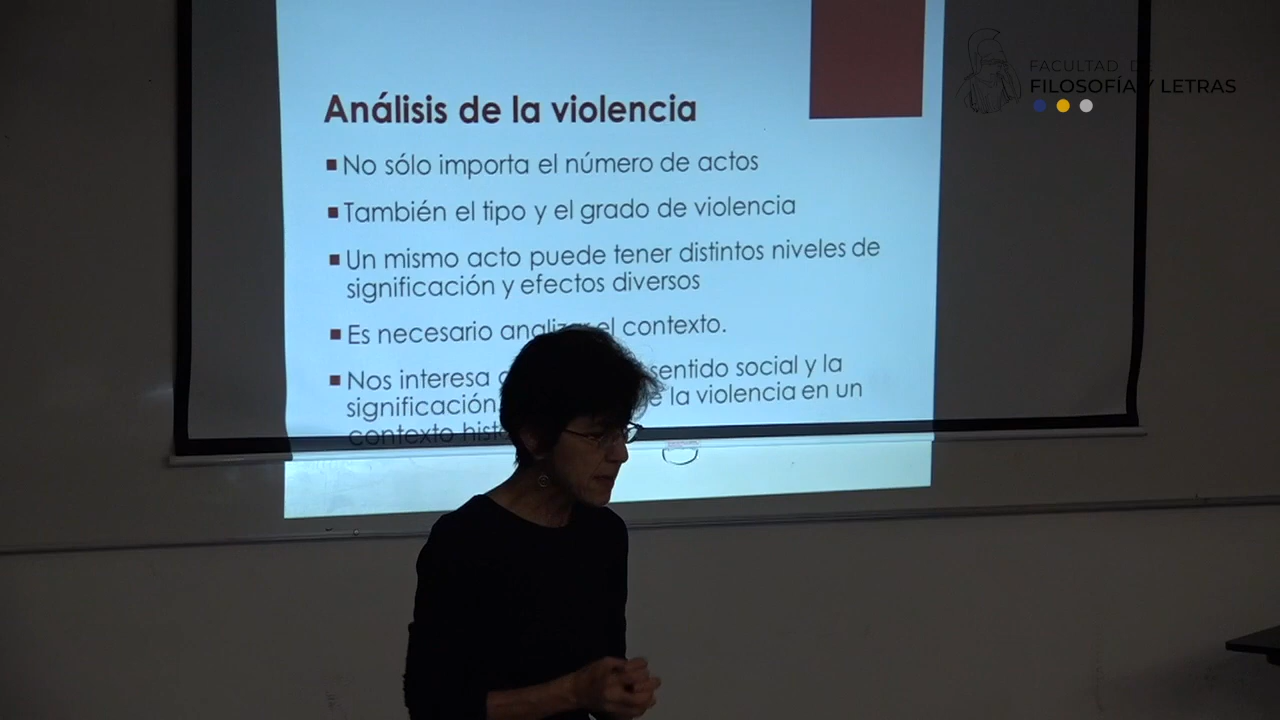 FACULTAD DE
FILOSOFÍA Y LETRAS
Análisis de la violencia
No sólo importa el número de actos
También el tipo y el grado de violencia
Un mismo acto puede tener distintos niveles de
significación y efectos diversos
Es necesario analizar el contexto.
Nos interesa sentido social y la
significación, la violencia en un
contexto